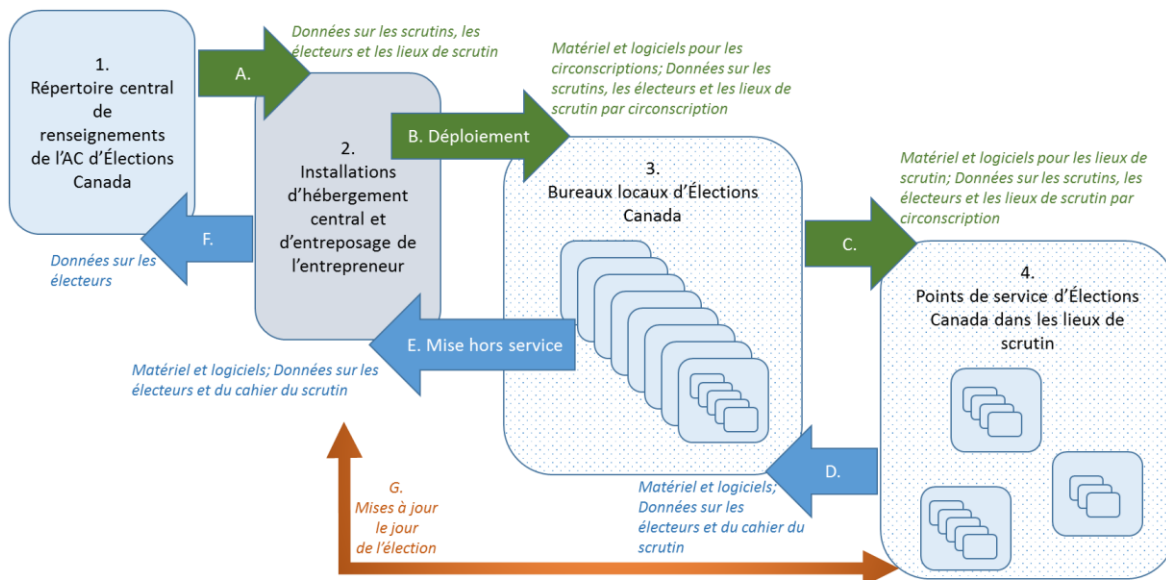 1.
Répertoire central
de
renseignements
de l'AC d'Élections
Canada
A.
Données sur les scrutins, les
électeurs et les lieux de scrutin
F.
Données sur les
électeurs
2.
Installations
d'hébergement
central et
d'entreposage de
l'entrepreneur
B. Déploiement
Matériel et logiciels pour les
circonscriptions; Données sur les
scrutins, les électeurs et les lieux de
scrutin par circonscription
3.
Bureaux locaux d'Élections
Canada
E. Mise hors service
Matériel et logiciels; Données sur les
électeurs et du cahier du scrutin
C.
Matériel et logiciels pour les lieux de
scrutin; Données sur les scrutins, les
électeurs et les lieux de scrutin par
circonscription
4.
Points de service d'Élections
Canada dans les lieux de
scrutin
D.
Matériel et logiciels;
Données sur les
électeurs et du cahier du
scrutin
G.
Mises à jour
le jour
de l'élection